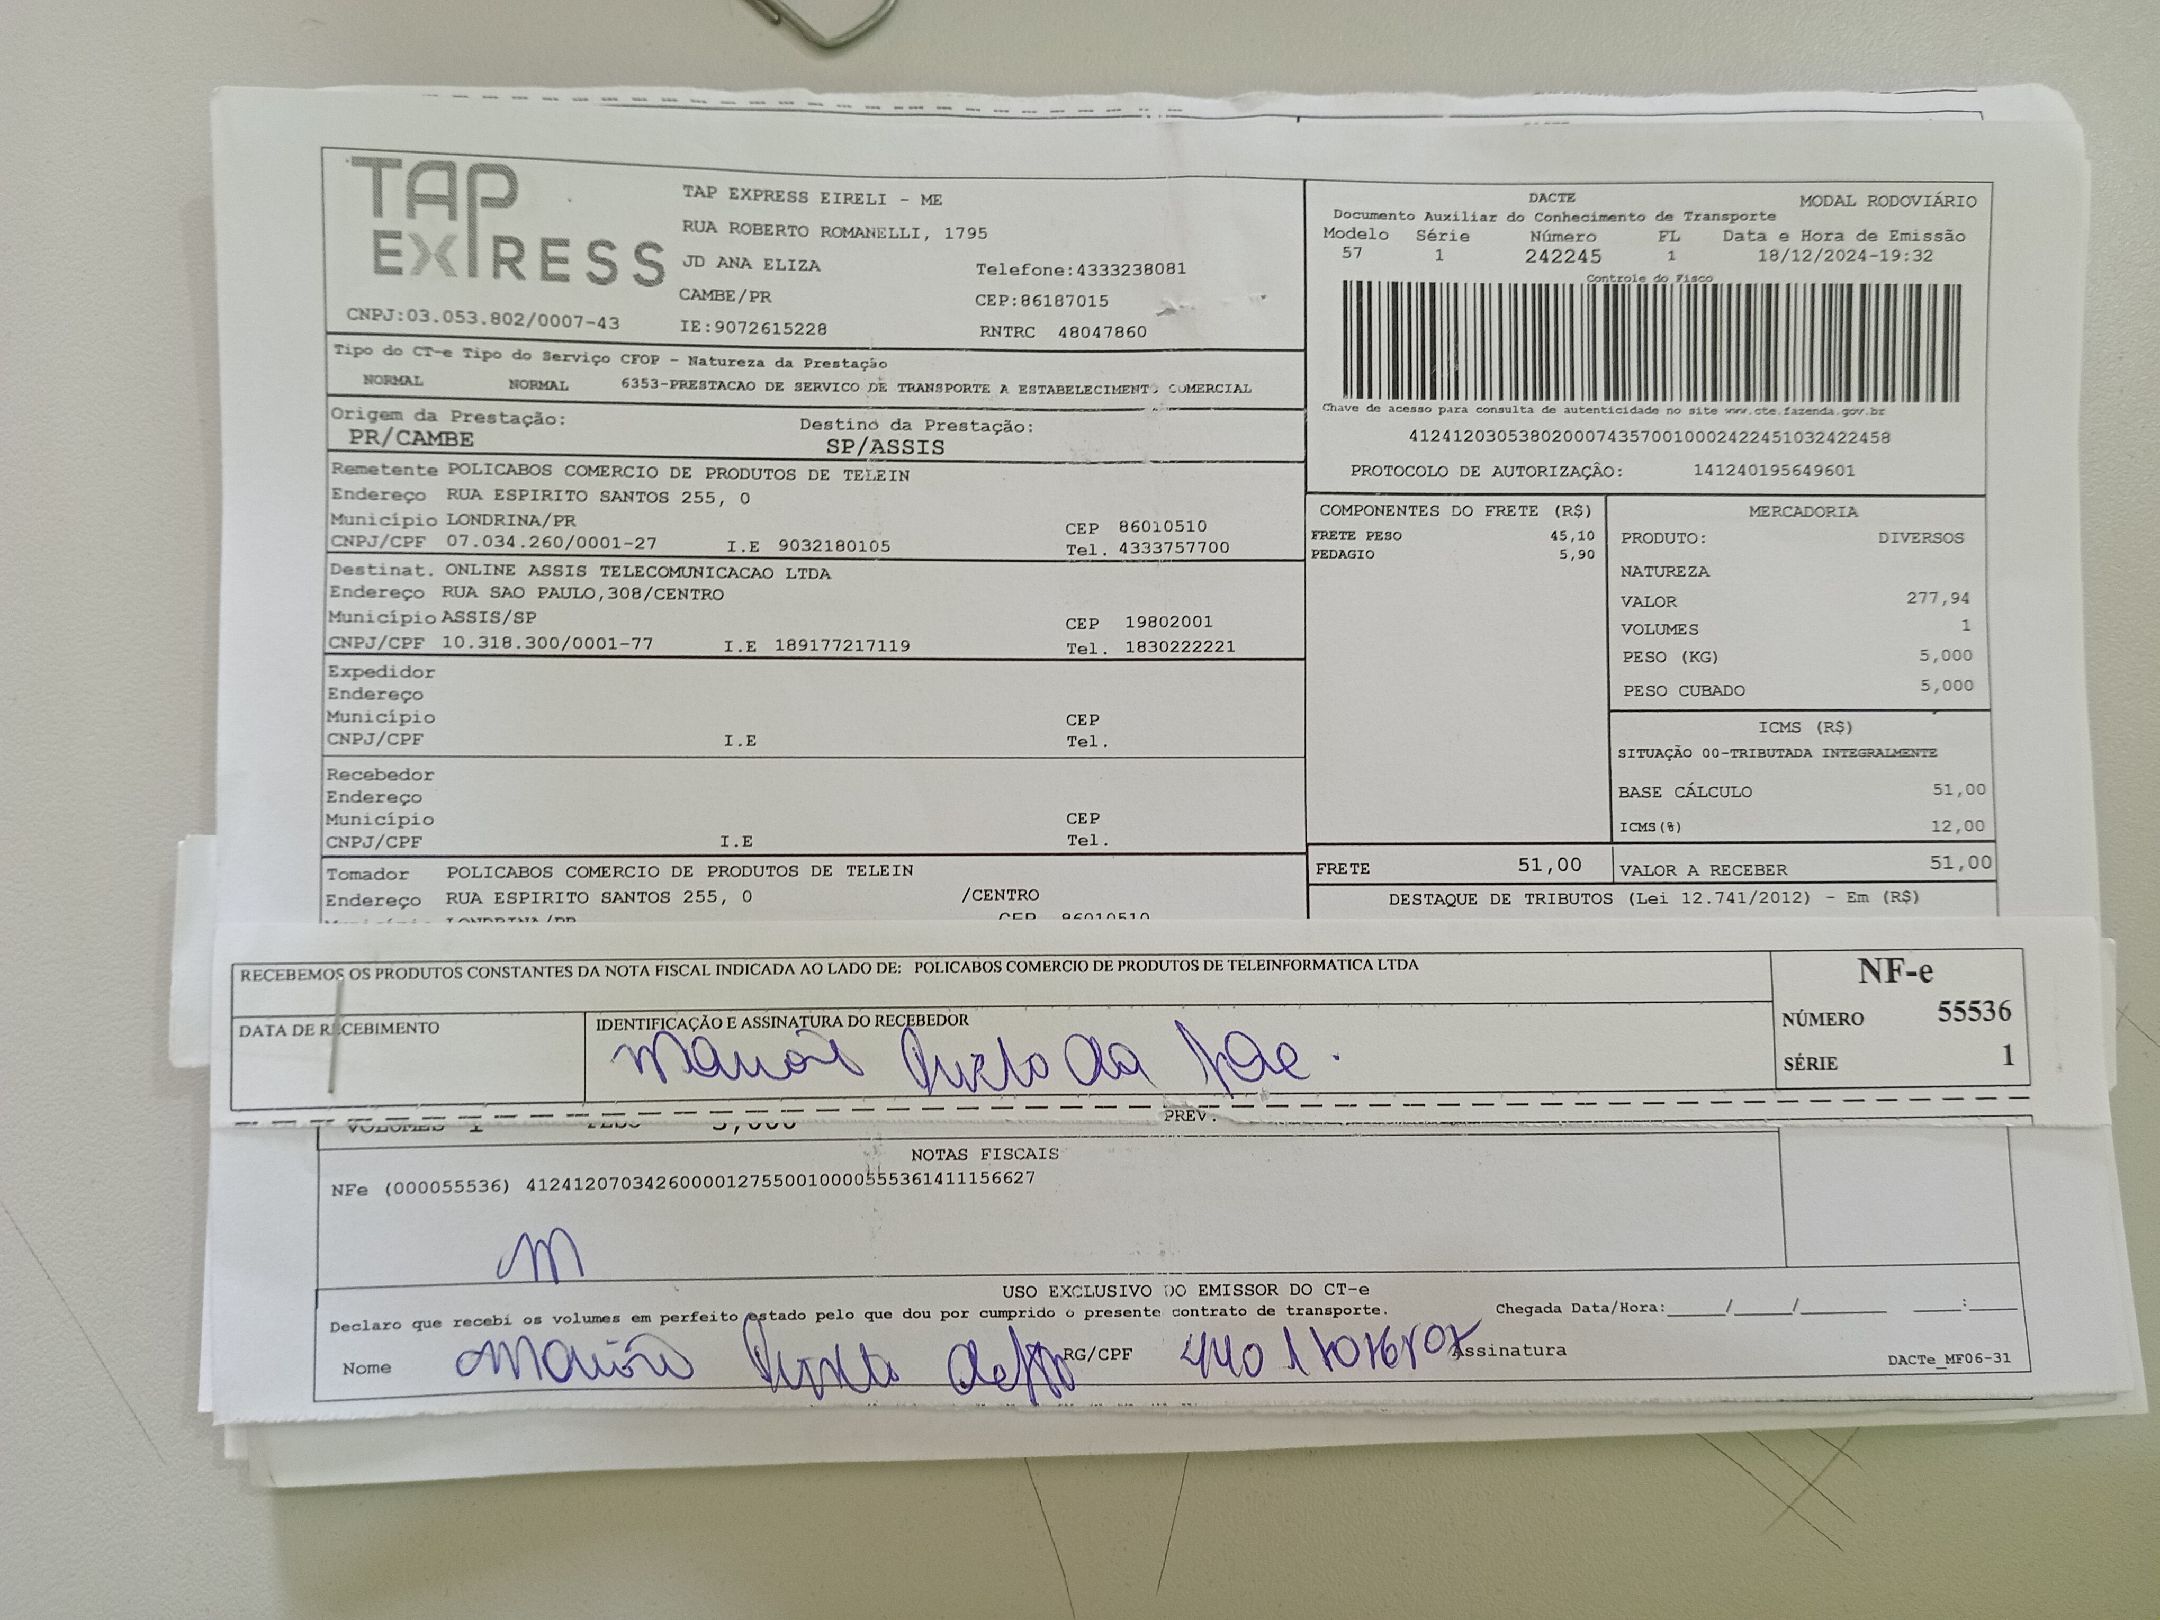 TAP EXPRESS
TAP EXPRESS EIRELI - ME
RUA ROBERTO ROMANELLI, 1795
JD ANA ELIZA
Telefone:4333238081
CAMBE/PR
CEP:86187015
CNPJ:03.053.802/0007-43
IE:9072615228
RNTRC 48047860
DACTE
MODAL RODOVIÁRIO
Documento Auxiliar do Conhecimento de Transporte
Modelo Série Número FL Data e Hora de Emissão
57 1 242245 1 18/12/2024-19:32
Controle do Fisco
Chave de acesso para consulta de autenticidade no site www.cte.fazenda.gov.br
41241203053802000743570010002422451032422458
PROTOCOLO DE AUTORIZAÇÃO: 141240195649601
Tipo do CT-e Tipo do Serviço CFOP - Natureza da Prestação
NORMAL NORMAL 6353-PRESTACAO DE SERVICO DE TRANSPORTE A ESTABELECIMENTO COMERCIAL
Origem da Prestação:
PR/CAMBE
Destino da Prestação:
SP/ASSIS
Remetente POLICABOS COMERCIO DE PRODUTOS DE TELEIN
Endereço RUA ESPIRITO SANTOS 255, 0
Município LONDRINA/PR CEP 86010510
CNPJ/CPF 07.034.260/0001-27 I.E 9032180105 Tel. 4333757700
Destinat. ONLINE ASSIS TELECOMUNICACAO LTDA
Endereço RUA SAO PAULO,308/CENTRO
Município ASSIS/SP CEP 19802001
CNPJ/CPF 10.318.300/0001-77 I.E 189177217119 Tel. 1830222221
Expedidor
Endereço
Município CEP
CNPJ/CPF I.E Tel.
Recebedor
Endereço
Município CEP
CNPJ/CPF I.E Tel.
Tomador POLICABOS COMERCIO DE PRODUTOS DE TELEIN
Endereço RUA ESPIRITO SANTOS 255, 0 /CENTRO
LONDRINA/PR CEP 86010510
COMPONENTES DO FRETE (R$)
FRETE PESO 45,10
PEDAGIO 5,90
MERCADORIA
PRODUTO: DIVERSOS
NATUREZA
VALOR 277,94
VOLUMES 1
PESO (KG) 5,000
PESO CUBADO 5,000
ICMS (R$)
SITUAÇÃO 00-TRIBUTADA INTEGRALMENTE
BASE CÁLCULO 51,00
ICMS(%) 12,00
FRETE 51,00 VALOR A RECEBER 51,00
DESTAQUE DE TRIBUTOS (Lei 12.741/2012) - Em (R$)
RECEBEMOS OS PRODUTOS CONSTANTES DA NOTA FISCAL INDICADA AO LADO DE: POLICABOS COMERCIO DE PRODUTOS DE TELEINFORMATICA LTDA
DATA DE RECEBIMENTO
IDENTIFICAÇÃO E ASSINATURA DO RECEBEDOR
NF-e
NÚMERO 55536
SÉRIE 1
PREV.
VOLUMES 1 PESO 5,000
NOTAS FISCAIS
NFe (000055536) 41241207034260000127550010000555361411156627
M
USO EXCLUSIVO DO EMISSOR DO CT-e
Declaro que recebi os volumes em perfeito estado pelo que dou por cumprido o presente contrato de transporte. Chegada Data/Hora:____/____/______ ____:____
Nome RG/CPF Assinatura
DACTe_MF06-31